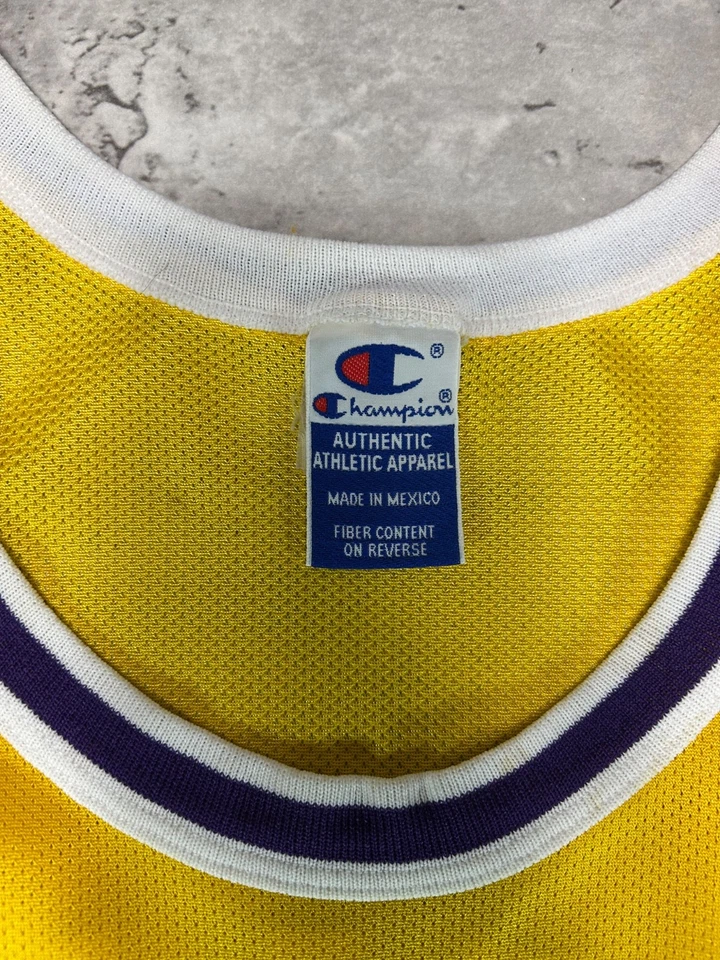 ®
Champion®
AUTHENTIC
ATHLETIC APPAREL
MADE IN MEXICO
FIBER CONTENT
ON REVERSE